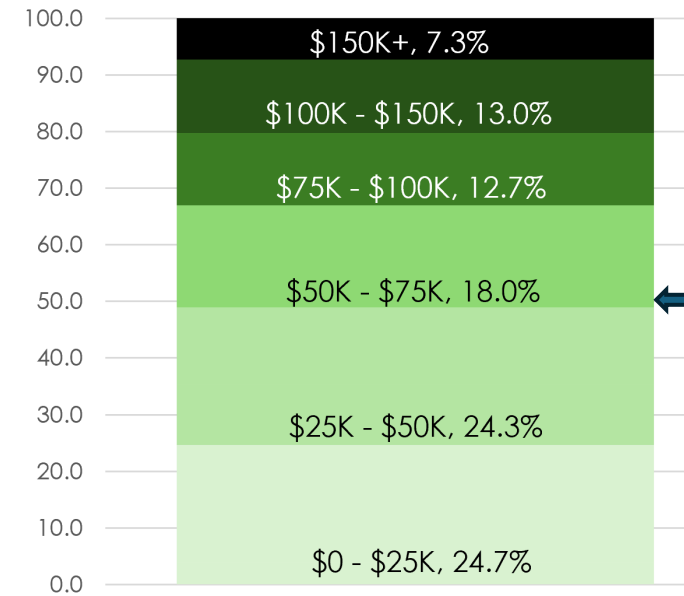 100.0
$150K+, 7.3%
90.0
$100K - $150K, 13.0%
80.0
70.0
$75K - $100K, 12.7%
60.0
$50K - $75K, 18.0%
50.0
40.0
30.0
$25K - $50K, 24.3%
20.0
10.0
$0 - $25K, 24.7%
0.0